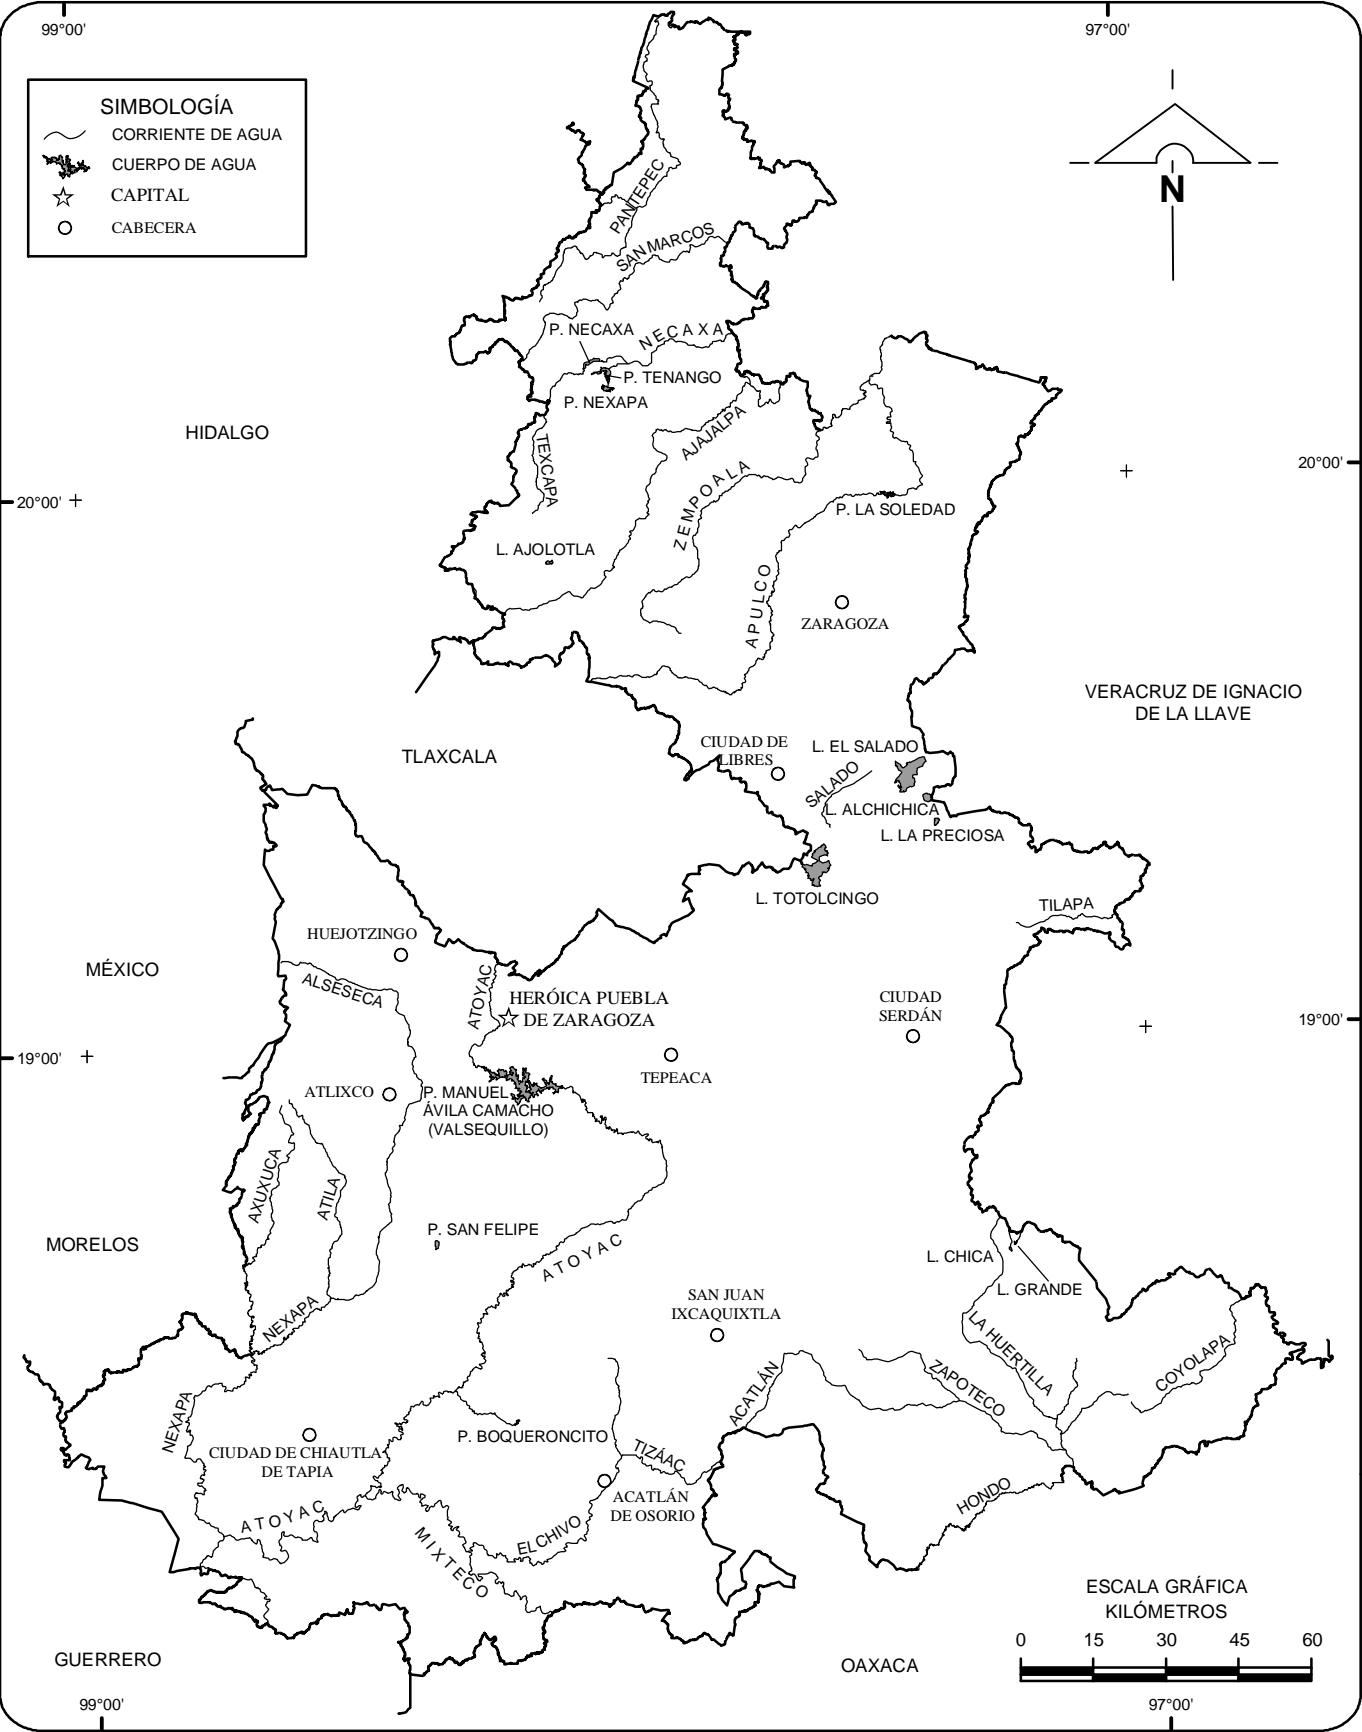 99°00'
97°00'
SIMBOLOGÍA
CORRIENTE DE AGUA
CUERPO DE AGUA
CAPITAL
CABECERA
N
PANTEPEC
SAN MARCOS
P. NECAXA
NECAXA
P. TENANGO
P. NEXAPA
HIDALGO
TEXCAPA
AJAJALPA
ZEMPOALA
20°00'
20°00'
P. LA SOLEDAD
L. AJOLOTLA
APULCO
ZARAGOZA
VERACRUZ DE IGNACIO
DE LA LLAVE
TLAXCALA
CIUDAD DE
LIBRES
L. EL SALADO
SALADO
L. ALCHICHICA
L. LA PRECIOSA
L. TOTOLCINGO
TILAPA
HUEJOTZINGO
MÉXICO
ALSESECA
ATOYAC
HERÓICA PUEBLA
DE ZARAGOZA
CIUDAD
SERDÁN
19°00'
19°00'
TEPEACA
ATLIXCO
P. MANUEL
ÁVILA CAMACHO
(VALSEQUILLO)
AXUXUCA
ATILA
MORELOS
P. SAN FELIPE
ATOYAC
L. CHICA
L. GRANDE
SAN JUAN
IXCAQUIXTLA
NEXAPA
LA HUERTILLA
COYOLAPA
ZAPOTECO
ACATLÁN
NEXAPA
P. BOQUERONCITO
CIUDAD DE CHIAUTLA
DE TAPIA
TIZÁAC
ACATLÁN
DE OSORIO
HONDO
ATOYAC
EL CHIVO
MIXTECO
ESCALA GRÁFICA
KILÓMETROS
0 15 30 45 60
GUERRERO
OAXACA
99°00'
97°00'